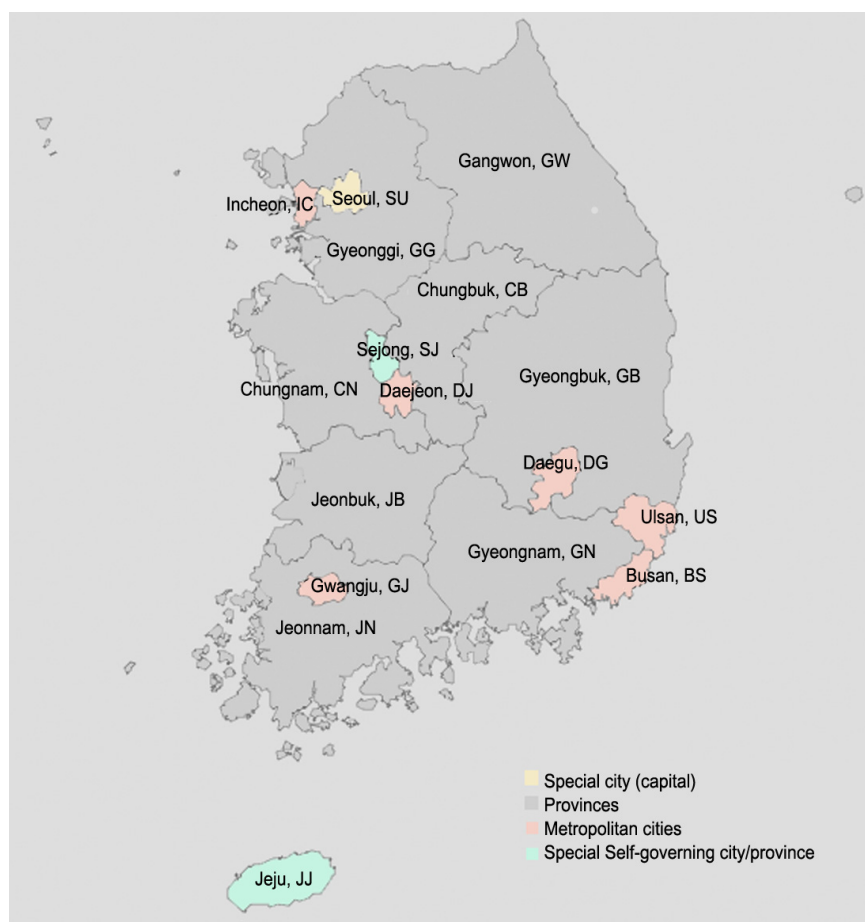 Gangwon, GW
Incheon, IC
Seoul, SU
Gyeonggi, GG
Chungbuk, CB
Sejong, SJ
Gyeongbuk, GB
Chungnam, CN
Daejeon, DJ
Daegu, DG
Jeonbuk, JB
Ulsan, US
Gyeongnam, GN
Busan, BS
Gwangju, GJ
Jeonnam, JN
Special city (capital)
Provinces
Metropolitan cities
Special Self-governing city/province
Jeju, JJ